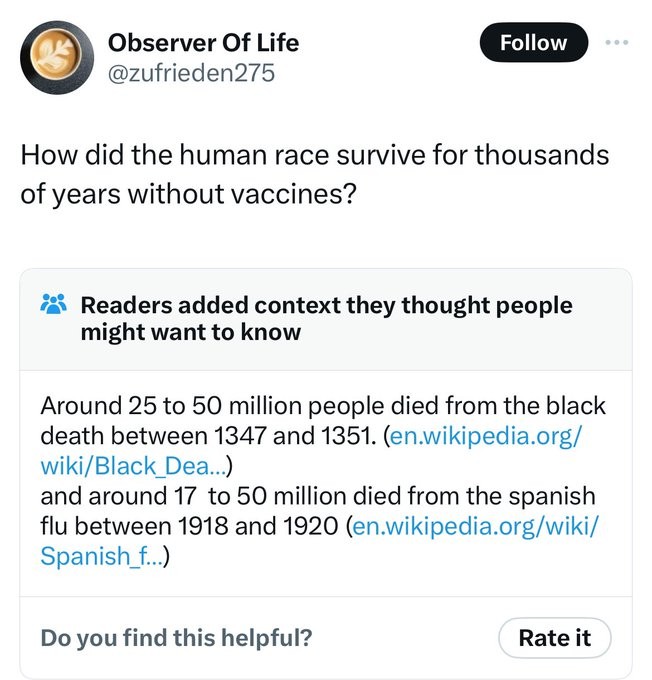 Observer Of Life
@zufrieden275
Follow
How did the human race survive for thousands
of years without vaccines?
Readers added context they thought people
might want to know
Around 25 to 50 million people died from the black
death between 1347 and 1351. (en.wikipedia.org/
wiki/Black_Dea...)
and around 17  to 50 million died from the spanish
flu between 1918 and 1920 (en.wikipedia.org/wiki/
Spanish_f...)
Do you find this helpful?
Rate it